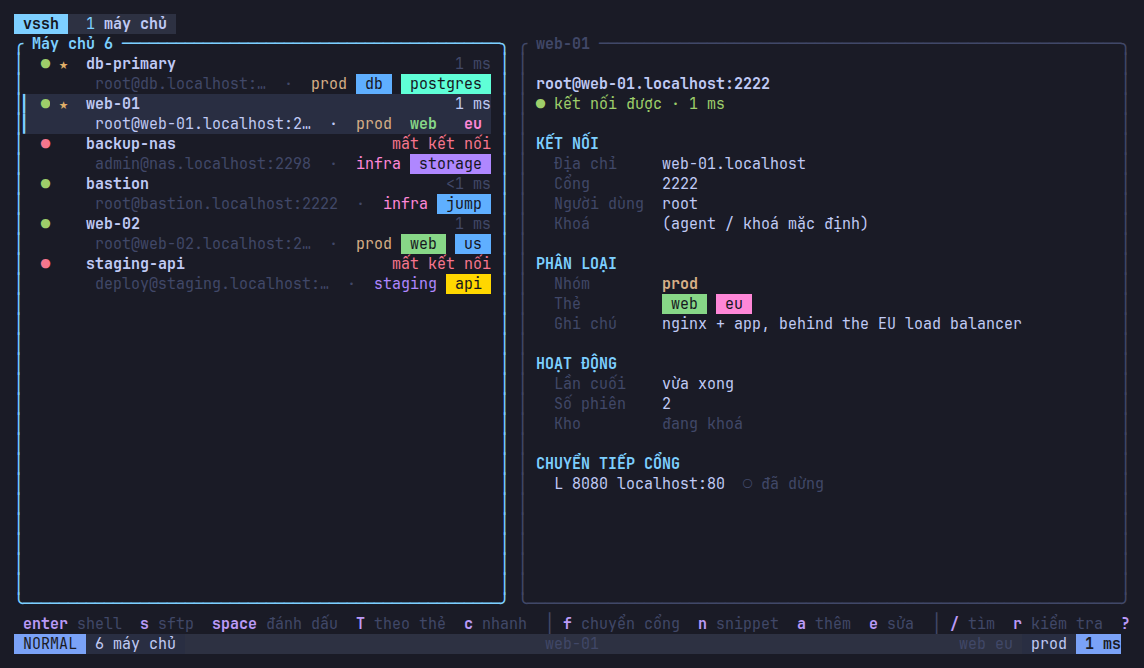 vssh 1 máy chủ
Máy chủ 6
● ★ db-primary 1 ms
root@db.localhost:… · prod db postgres
● ★ web-01 1 ms
root@web-01.localhost:2… · prod web eu
● backup-nas mất kết nối
admin@nas.localhost:2298 · infra storage
● bastion <1 ms
root@bastion.localhost:2222 · infra jump
● web-02 1 ms
root@web-02.localhost:2… · prod web us
● staging-api mất kết nối
deploy@staging.localhost:… · staging api
web-01
root@web-01.localhost:2222
● kết nối được · 1 ms
KẾT NỐI
Địa chỉ web-01.localhost
Cổng 2222
Người dùng root
Khoá (agent / khoá mặc định)
PHÂN LOẠI
Nhóm prod
Thẻ web eu
Ghi chú nginx + app, behind the EU load balancer
HOẠT ĐỘNG
Lần cuối vừa xong
Số phiên 2
Kho đang khoá
CHUYỂN TIẾP CỔNG
L 8080 localhost:80 ○ đã dừng
enter shell s sftp space đánh dấu T theo thẻ c nhanh │ f chuyển cổng n snippet a thêm e sửa │ / tìm r kiểm tra ?
NORMAL 6 máy chủ web-01 web eu prod 1 ms